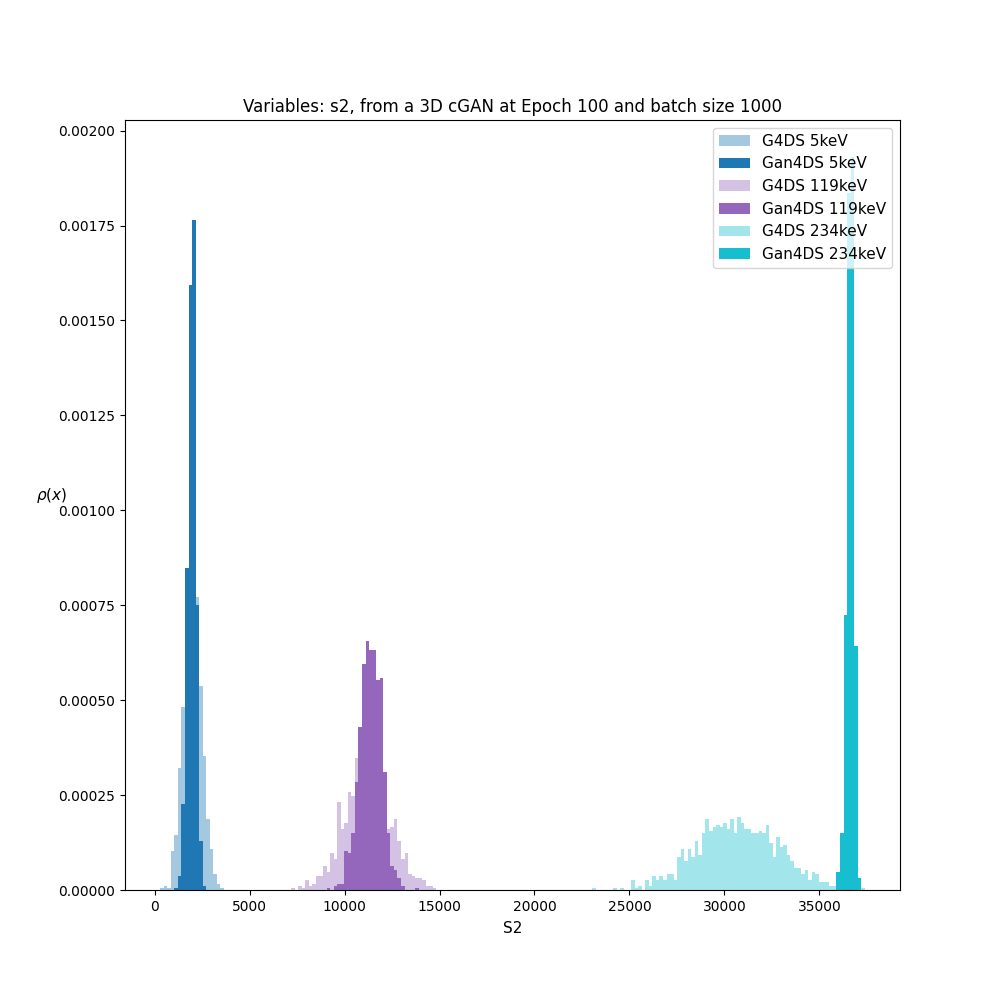 Variables: s2, from a 3D cGAN at Epoch 100 and batch size 1000
G4DS 5keV
Gan4DS 5keV
G4DS 119keV
Gan4DS 119keV
G4DS 234keV
Gan4DS 234keV
0.00200
0.00175
0.00150
0.00125
0.00100
0.00075
0.00050
0.00025
0.00000
ρ(x)
0 5000 10000 15000 20000 25000 30000 35000
S2